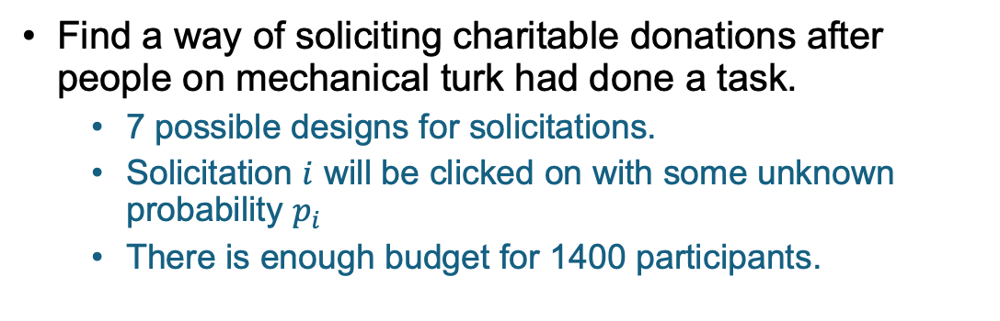 • Find a way of soliciting charitable donations after
people on mechanical turk had done a task.
• 7 possible designs for solicitations.
• Solicitation 𝑖 will be clicked on with some unknown
probability 𝑝ᵢ
• There is enough budget for 1400 participants.